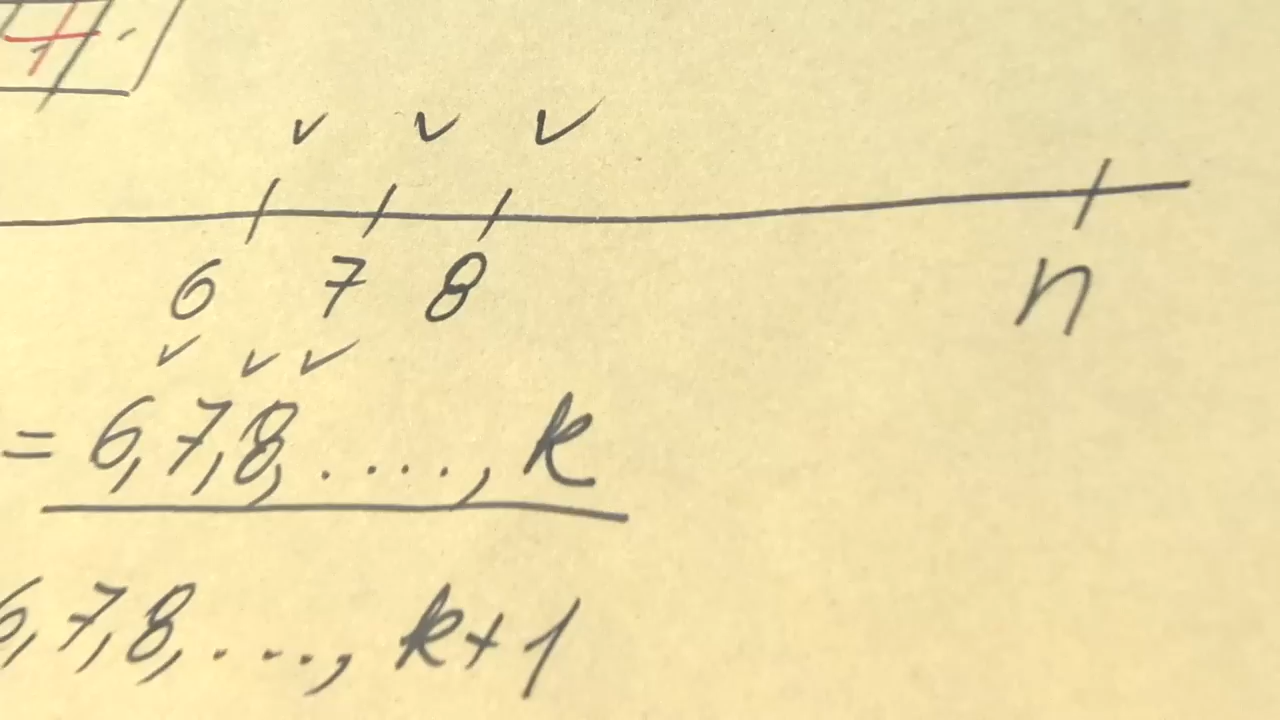 ✓ ✓ ✓
6 7 8 n
✓ ✓ ✓
= 6, 7, 8, . . . . , k
6, 7, 8, . . . , k + 1